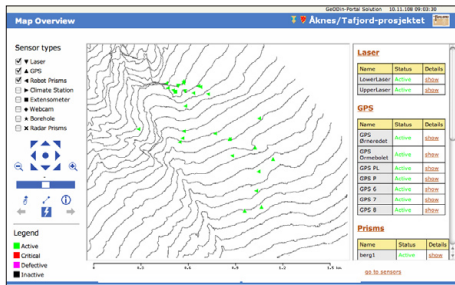 GeODin-Portal Solution 10.11.108 09:03:38
Map Overview
Åknes/Tafjord-prosjektet
Sensor types
Laser
GPS
Robot Prisms
Climate Station
Extensometer
Webcam
Borehole
Radar Prisms
Legend
Active
Critical
Defective
Inactive
Laser
Name Status Details
LowerLaser Active show
UpperLaser Active show
GPS
Name Status Details
GPS Ørneredet Active show
GPS Ormebolet Active show
GPS PL Active show
GPS P Active show
GPS 6 Active show
GPS 7 Active show
GPS 8 Active show
Prisms
Name Status Details
berg1 Active show
go to sensors